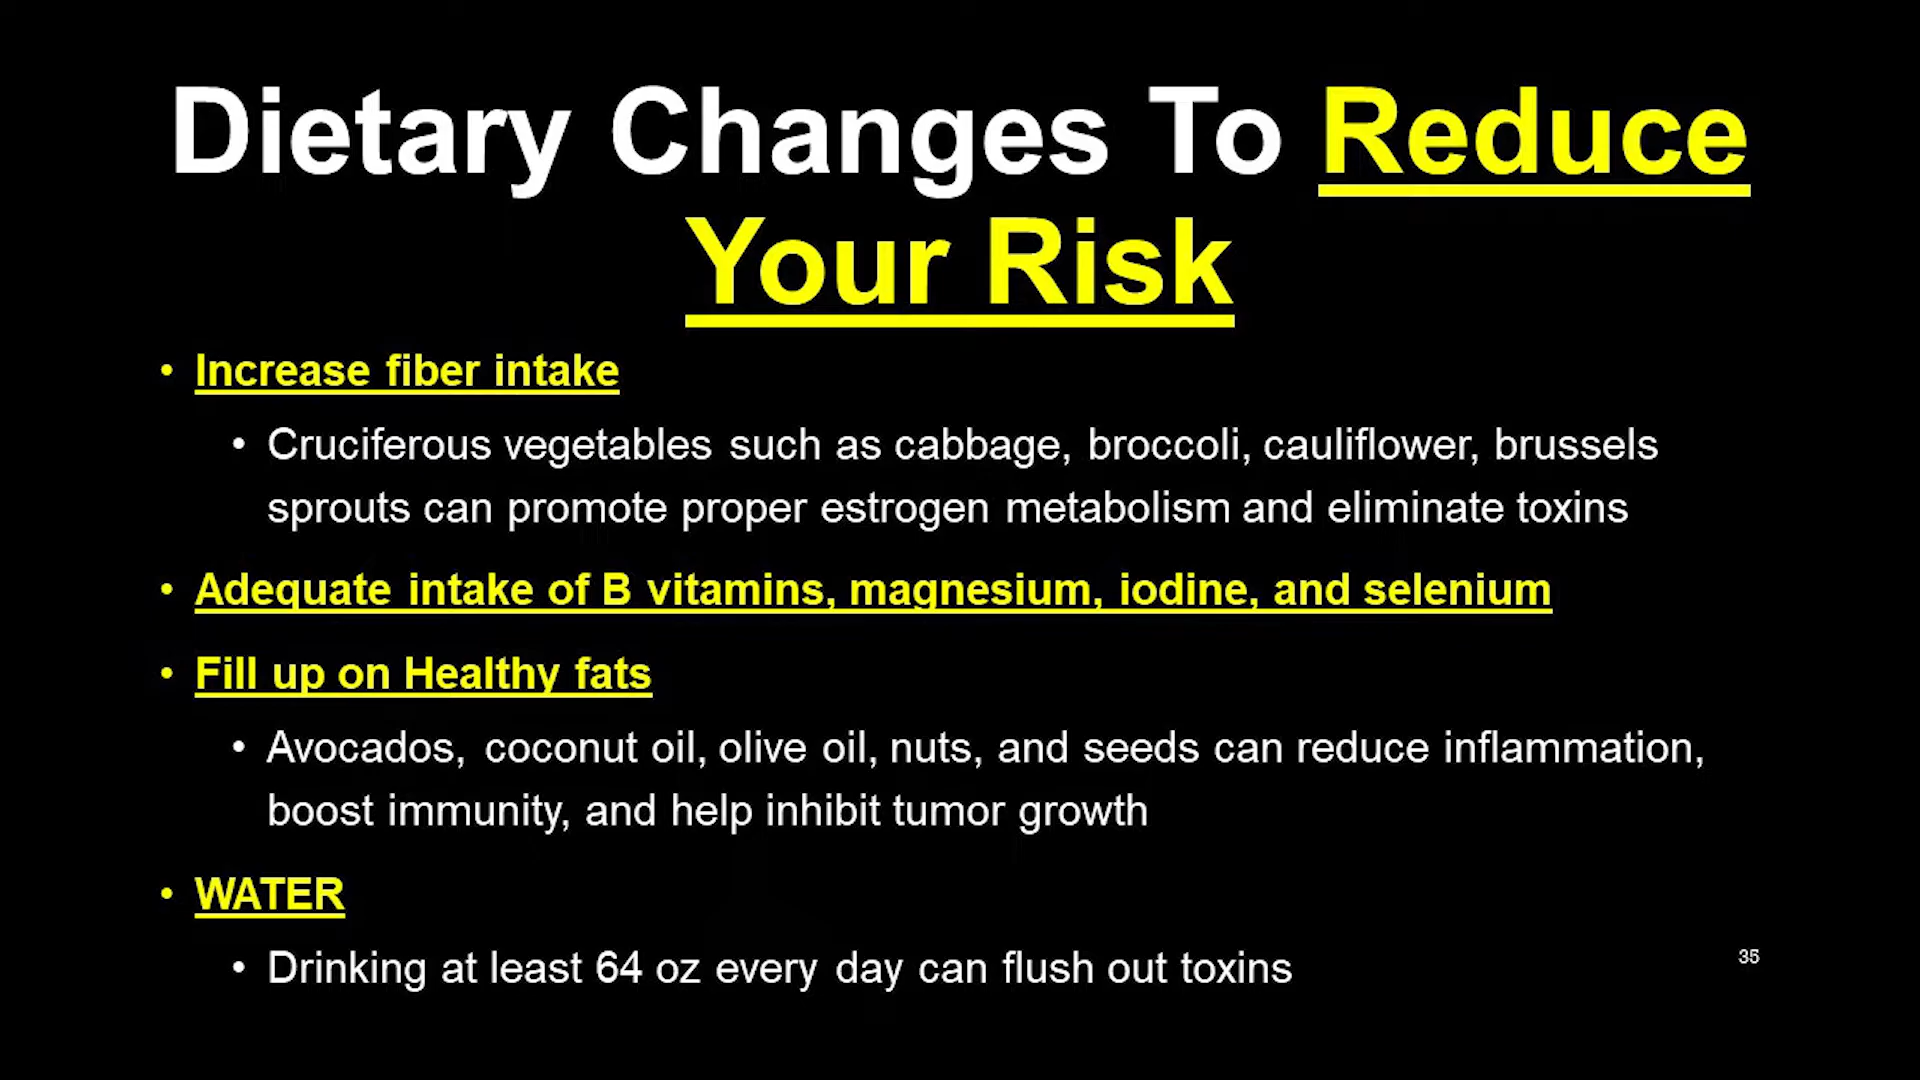 Dietary Changes To Reduce
Your Risk
• Increase fiber intake
• Cruciferous vegetables such as cabbage, broccoli, cauliflower, brussels
sprouts can promote proper estrogen metabolism and eliminate toxins
• Adequate intake of B vitamins, magnesium, iodine, and selenium
• Fill up on Healthy fats
• Avocados, coconut oil, olive oil, nuts, and seeds can reduce inflammation,
boost immunity, and help inhibit tumor growth
• WATER
• Drinking at least 64 oz every day can flush out toxins
35